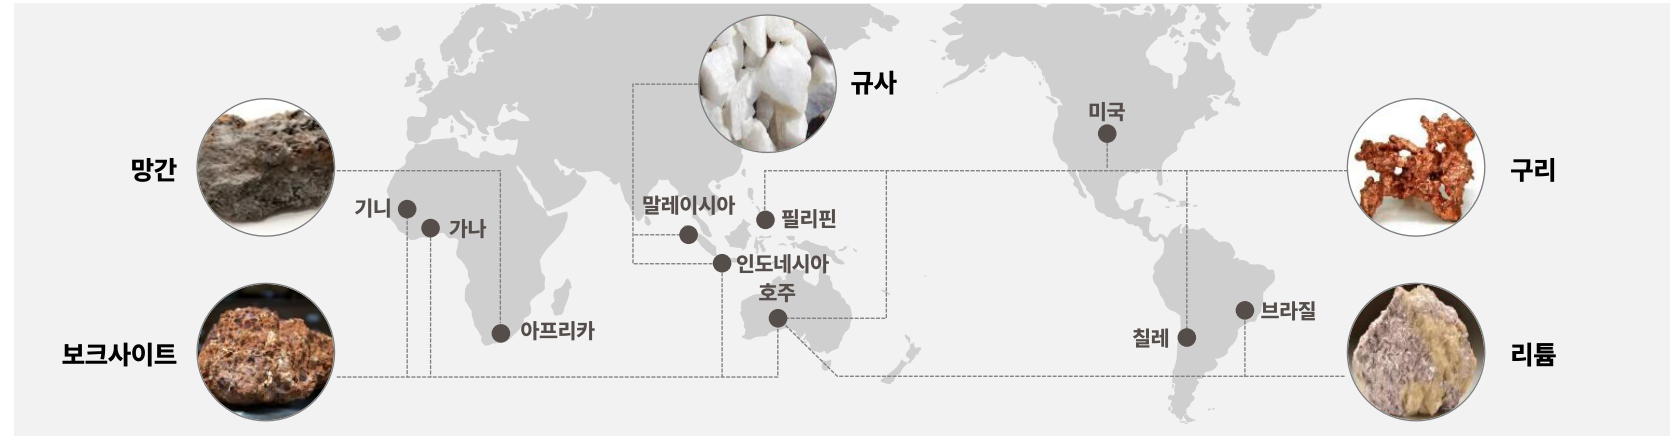 규사
미국
망간
구리
기니
가나
말레이시아
필리핀
인도네시아
호주
브라질
아프리카
칠레
보크사이트
리튬